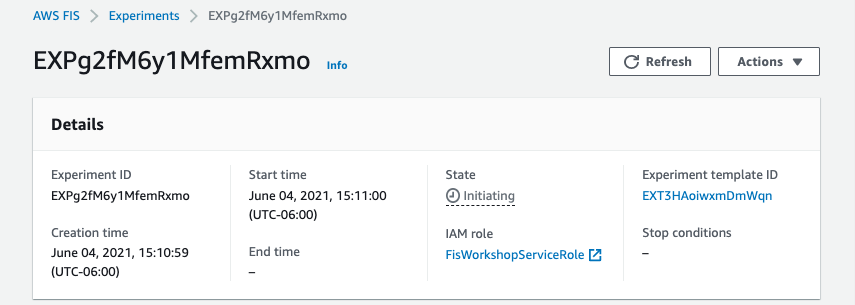 AWS FIS > Experiments > EXPg2fM6y1MfemRxmo
EXPg2fM6y1MfemRxmo Info
Refresh
Actions
Details
Experiment ID
EXPg2fM6y1MfemRxmo
Creation time
June 04, 2021, 15:10:59
(UTC-06:00)
Start time
June 04, 2021, 15:11:00
(UTC-06:00)
End time
–
State
Initiating
IAM role
FisWorkshopServiceRole
Experiment template ID
EXT3HAoiwxmDmWqn
Stop conditions
–